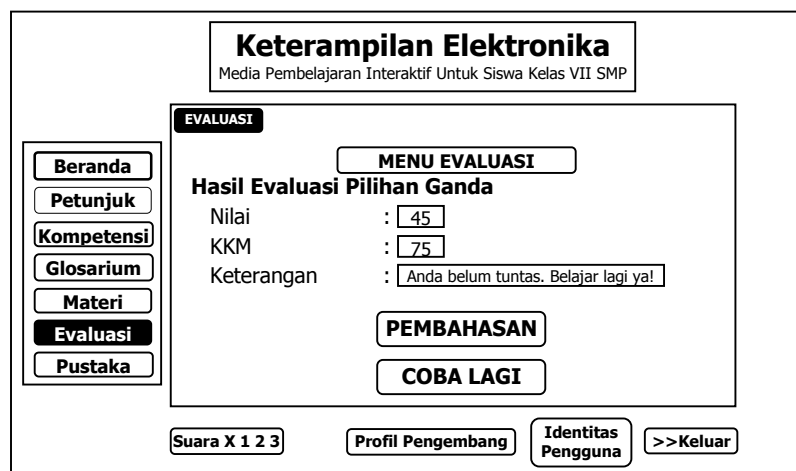 Keterampilan Elektronika
Media Pembelajaran Interaktif Untuk Siswa Kelas VII SMP
EVALUASI
MENU EVALUASI
Hasil Evaluasi Pilihan Ganda
Nilai : 45
KKM : 75
Keterangan : Anda belum tuntas. Belajar lagi ya!
PEMBAHASAN
COBA LAGI
Beranda
Petunjuk
Kompetensi
Glosarium
Materi
Evaluasi
Pustaka
Suara X 1 2 3
Profil Pengembang
Identitas
Pengguna
>>Keluar